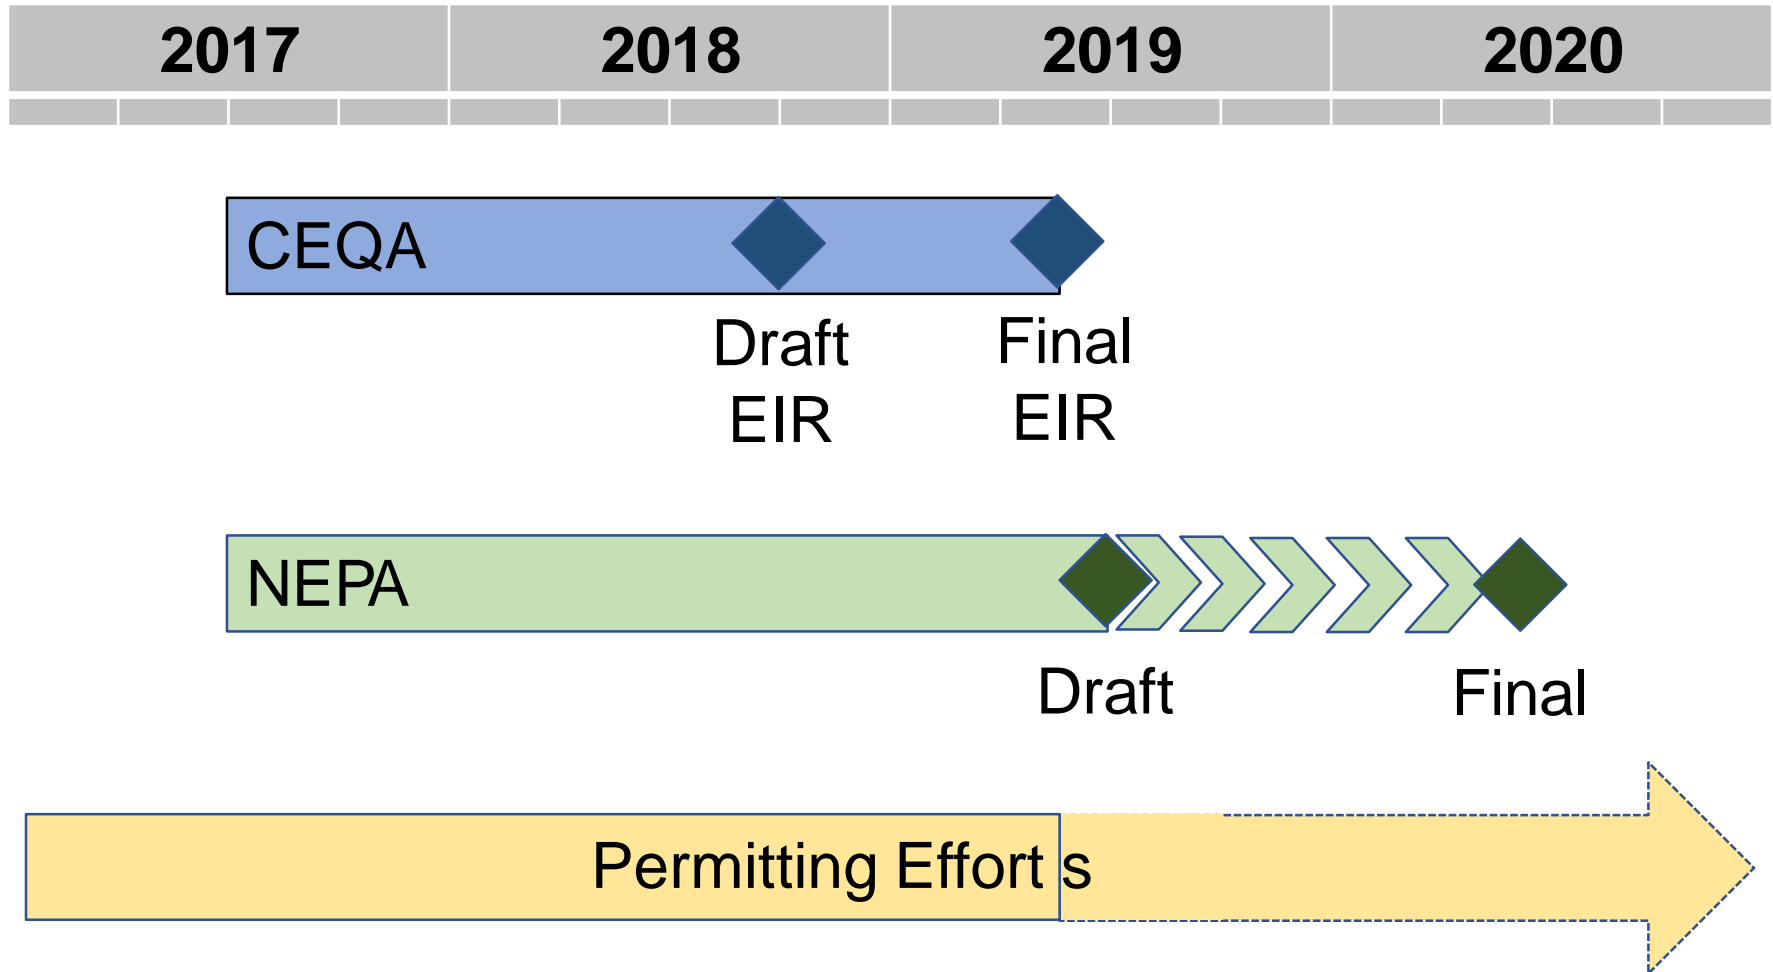 2017 2018 2019 2020
CEQA
Draft
EIR
Final
EIR
NEPA
Draft
Final
Permitting Efforts